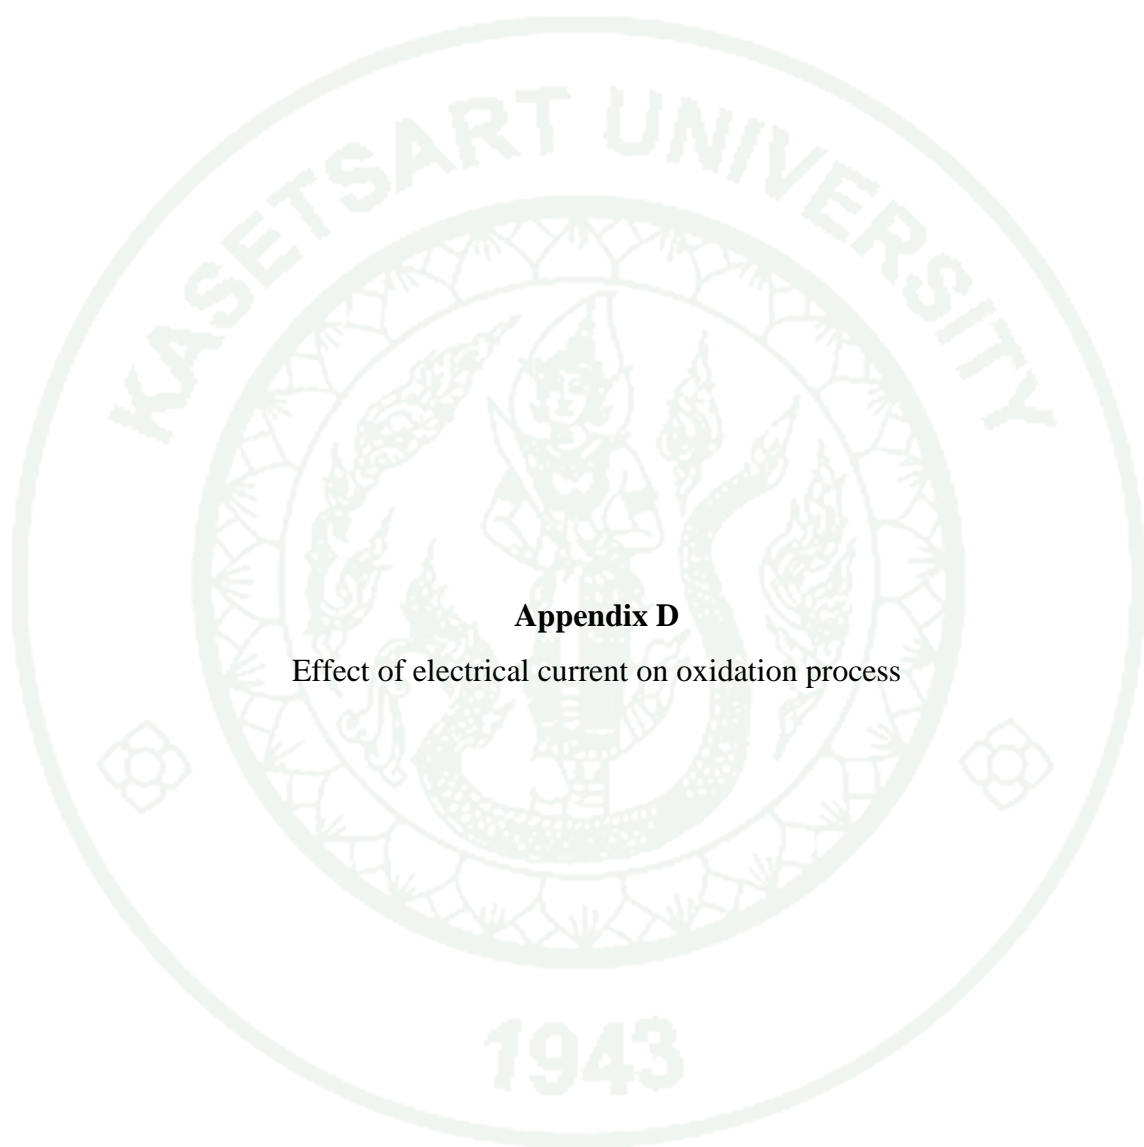 KASETSART UNIVERSITY
Appendix D
Effect of electrical current on oxidation process
1943